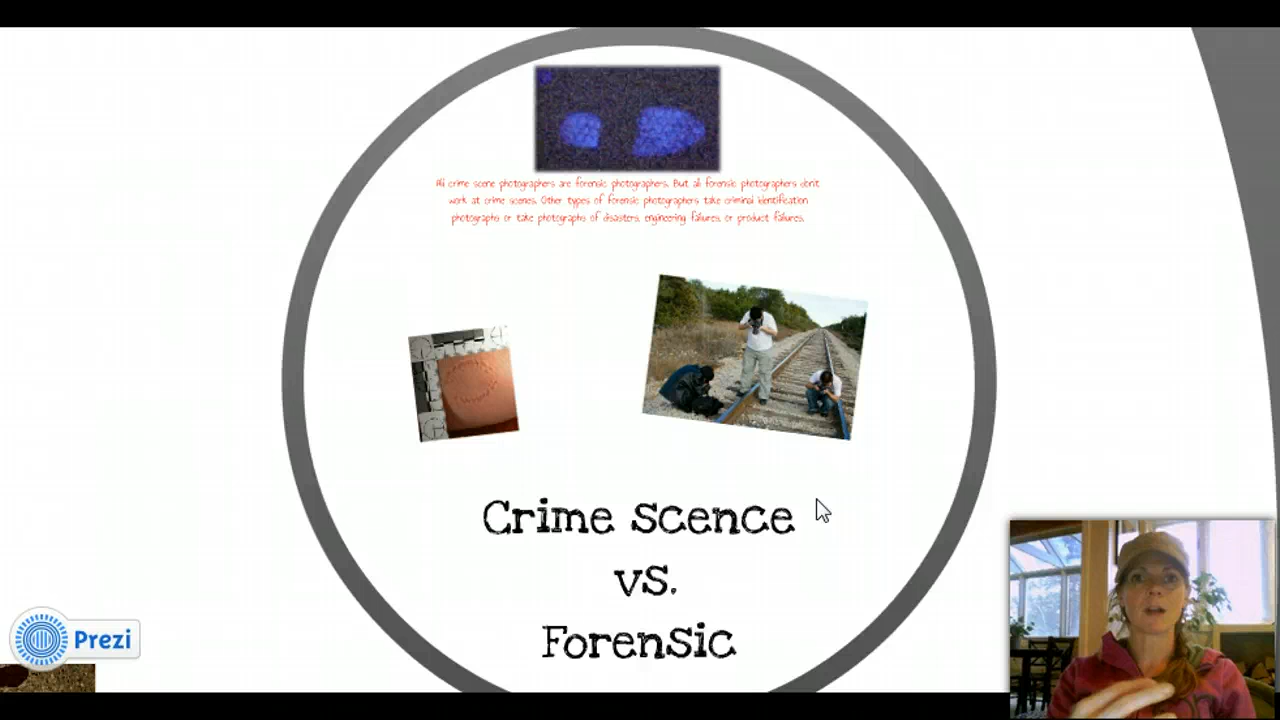 All crime scene photographers are forensic photographers. But all forensic photographers don't
work at crime scenes. Other types of forensic photographers take criminal identification
photographs or take photographs of disasters, engineering failures, or product failures.
Crime scence
vs.
Forensic
Prezi